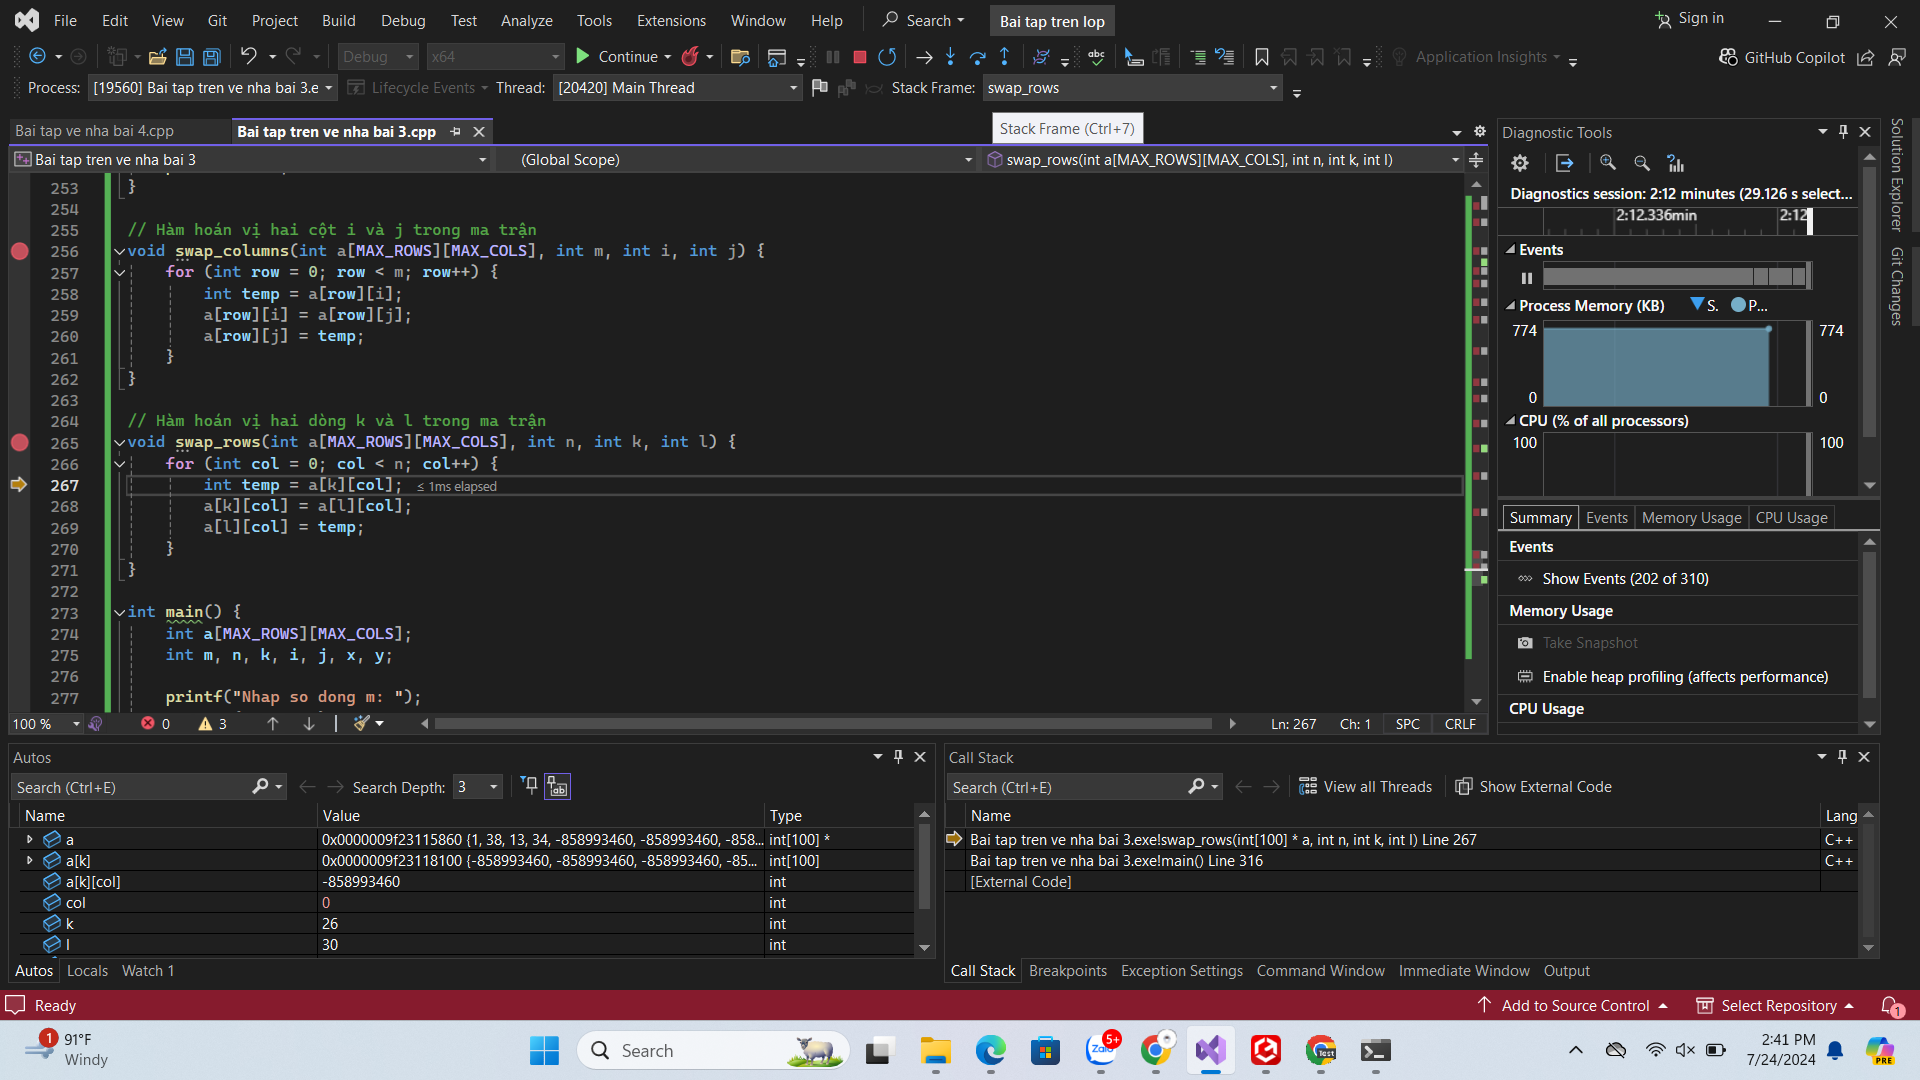 File Edit View Git Project Build Debug Test Analyze Tools Extensions Window Help Search Bai tap tren lop Sign in
Debug x64 Continue abc Application Insights GitHub Copilot
Process: [19560] Bai tap tren ve nha bai 3.e Lifecycle Events Thread: [20420] Main Thread Stack Frame: swap_rows
Stack Frame (Ctrl+7)
Bai tap ve nha bai 4.cpp Bai tap tren ve nha bai 3.cpp
Bai tap tren ve nha bai 3 (Global Scope) swap_rows(int a[MAX_ROWS][MAX_COLS], int n, int k, int l)
253 }
254
255 // Hàm hoán vị hai cột i và j trong ma trận
256 void swap_columns(int a[MAX_ROWS][MAX_COLS], int m, int i, int j) {
257 for (int row = 0; row < m; row++) {
258 int temp = a[row][i];
259 a[row][i] = a[row][j];
260 a[row][j] = temp;
261 }
262 }
263
264 // Hàm hoán vị hai dòng k và l trong ma trận
265 void swap_rows(int a[MAX_ROWS][MAX_COLS], int n, int k, int l) {
266 for (int col = 0; col < n; col++) {
267 int temp = a[k][col]; ≤ 1ms elapsed
268 a[k][col] = a[l][col];
269 a[l][col] = temp;
270 }
271 }
272
273 int main() {
274 int a[MAX_ROWS][MAX_COLS];
275 int m, n, k, i, j, x, y;
276
277 printf("Nhap so dong m: ");
100 % 0 3 Ln: 267 Ch: 1 SPC CRLF
Diagnostic Tools
Diagnostics session: 2:12 minutes (29.126 s select...
2:12.336min 2:12
Events
Process Memory (KB) S. P...
774 774
0 0
CPU (% of all processors)
100 100
Summary Events Memory Usage CPU Usage
Events
Show Events (202 of 310)
Memory Usage
Take Snapshot
Enable heap profiling (affects performance)
CPU Usage
Solution Explorer
Git Changes
Autos
Search (Ctrl+E) Search Depth: 3
Name Value Type
a 0x0000009f23115860 {1, 38, 13, 34, -858993460, -858993460, -858... int[100] *
a[k] 0x0000009f23118100 {-858993460, -858993460, -858993460, -85... int[100]
a[k][col] -858993460 int
col 0 int
k 26 int
l 30 int
Autos Locals Watch 1
Call Stack
Search (Ctrl+E) View all Threads Show External Code
Name Lang
Bai tap tren ve nha bai 3.exe!swap_rows(int[100] * a, int n, int k, int l) Line 267 C++
Bai tap tren ve nha bai 3.exe!main() Line 316 C++
[External Code]
Call Stack Breakpoints Exception Settings Command Window Immediate Window Output
Ready Add to Source Control Select Repository 1
1 91°F
Windy
Search
Zalo 5+
Test
2:41 PM
7/24/2024
PRE